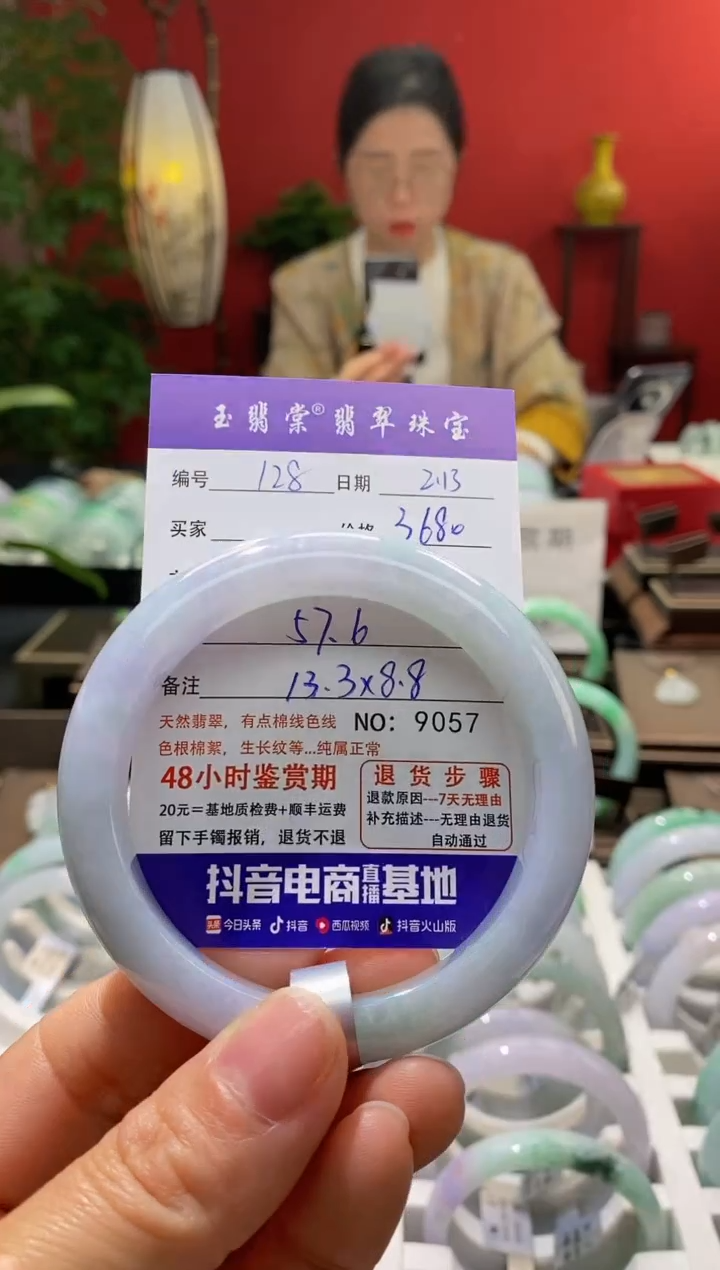 玉翡棠®翡翠珠宝
编号 128 日期 2.13
买家 价格 3680
57.6
备注 13.3x8.8
天然翡翠，有点棉线色线 NO：9057
色根棉絮，生长纹等...纯属正常
48小时鉴赏期
20元＝基地质检费+顺丰运费
留下手镯报销，退货不退
退货步骤
退款原因---7天无理由
补充描述---无理由退货
自动通过
抖音电商直播基地
头条 今日头条 抖音 西瓜视频 抖音火山版